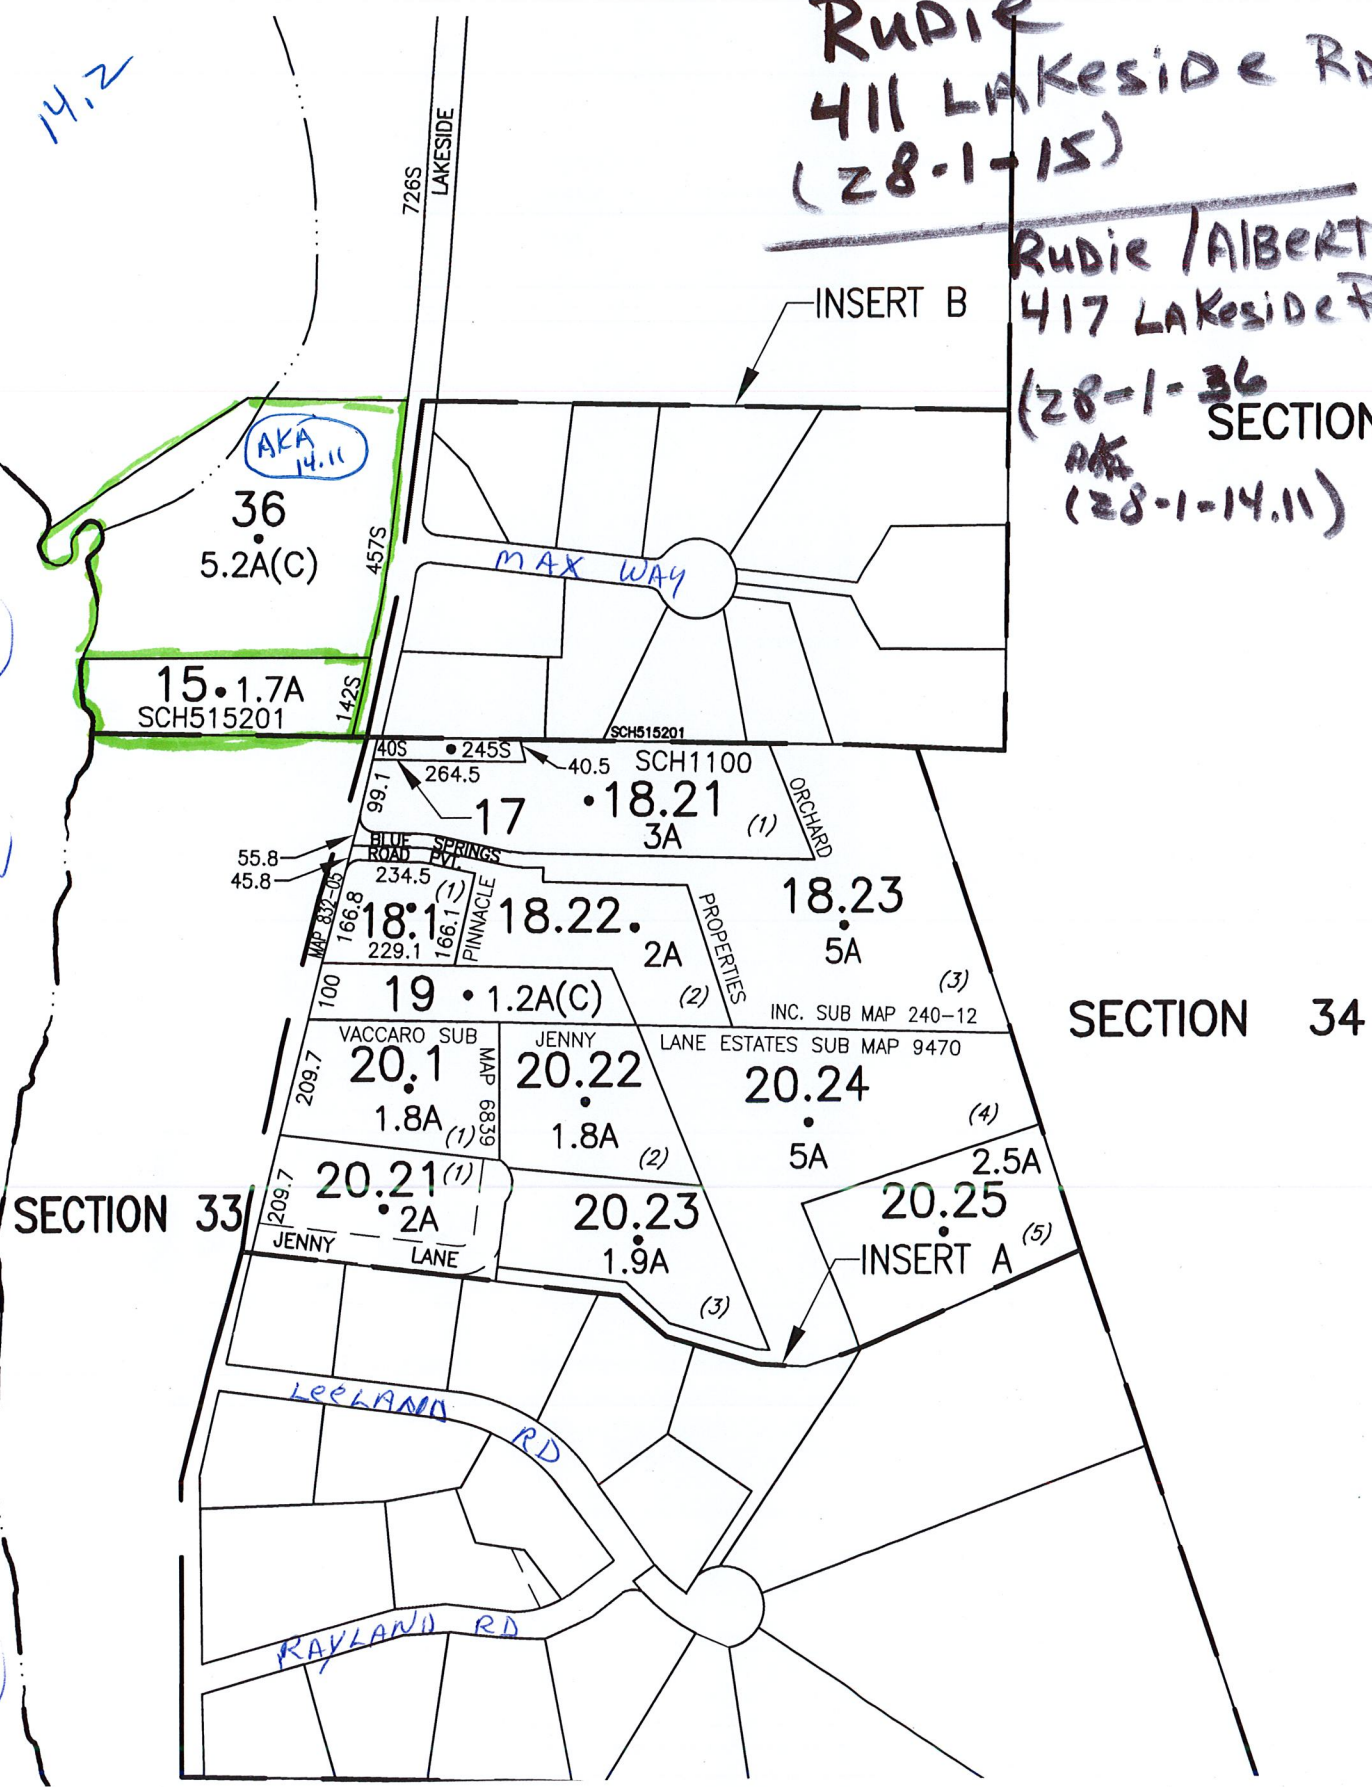 RUDIE
411 LAKESIDE RD
(28-1-15)
RUDIE / ALBERT
417 LAKESIDE R
(28-1-36
AKA
(28-1-14.11)
14.2
726S
LAKESIDE
INSERT B
SECTION
AKA
14.11
36
5.2A(C)
457S
MAX WAY
15 1.7A
SCH515201
142S
SCH515201
40S 245S
40.5
SCH1100
264.5
99.1
17
18.21
3A
(1)
ORCHARD
BLUE SPRINGS
ROAD PVT.
55.8
45.8
234.5
(1)
MAP 832-05
166.8
18.1
229.1
166.1
PINNACLE
18.22
2A
(2)
PROPERTIES
18.23
5A
(3)
INC. SUB MAP 240-12
100
19 1.2A(C)
SECTION 34
VACCARO SUB
MAP 6839
JENNY
LANE ESTATES SUB MAP 9470
209.7
20.1
1.8A
(1)
20.22
1.8A
(2)
20.24
5A
(4)
2.5A
20.25
(5)
SECTION 33
209.7
20.21
(1)
2A
JENNY LANE
20.23
1.9A
(3)
INSERT A
LEELAND RD
RAYLAND RD